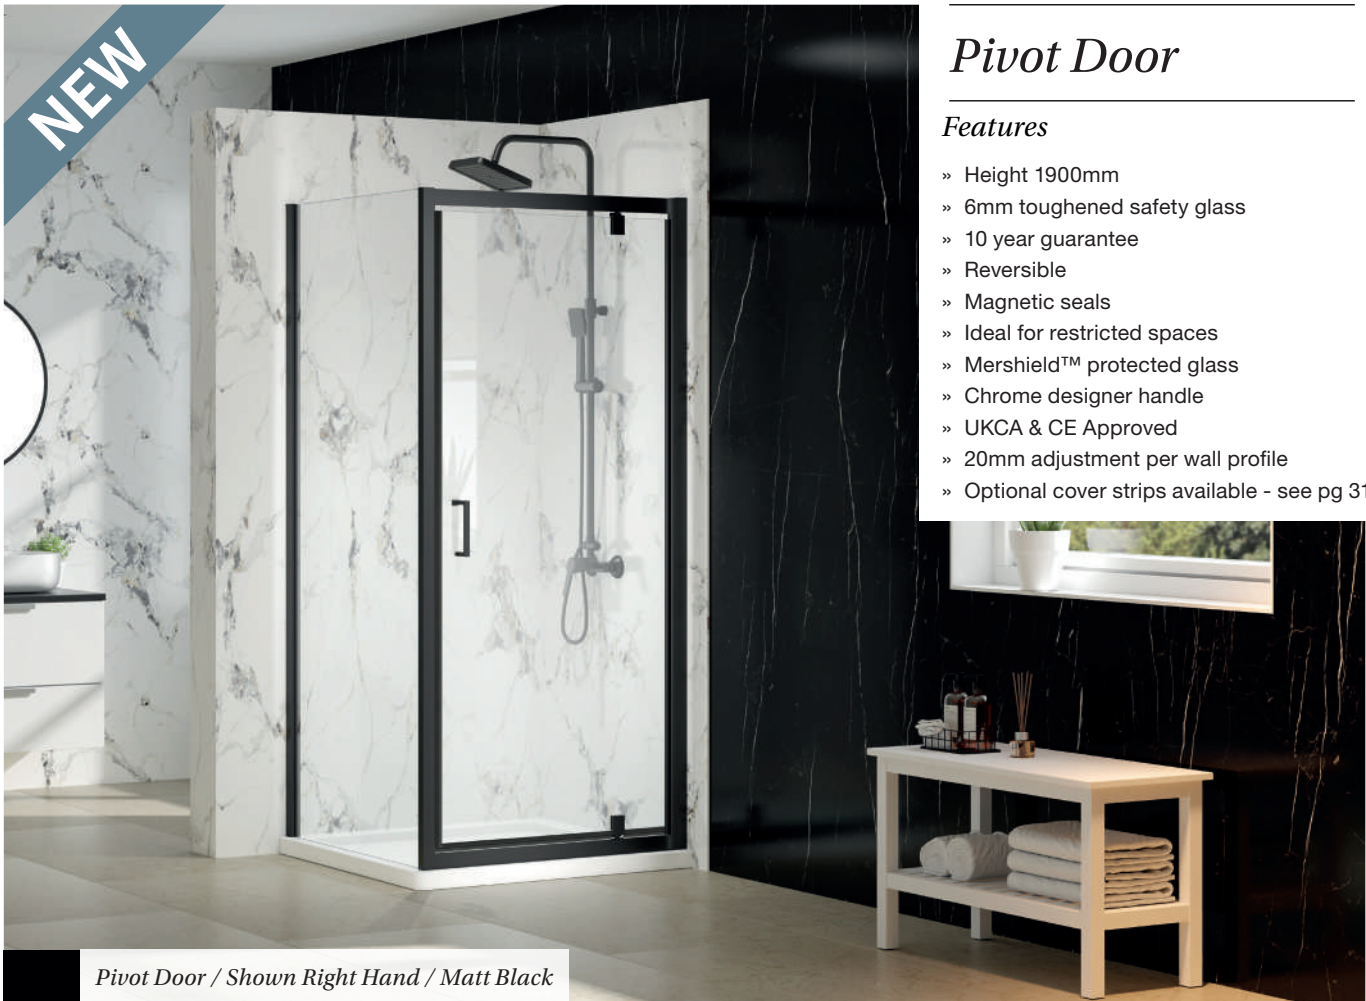 NEW
Pivot Door
Features
» Height 1900mm
» 6mm toughened safety glass
» 10 year guarantee
» Reversible
» Magnetic seals
» Ideal for restricted spaces
» Mershield™ protected glass
» Chrome designer handle
» UKCA & CE Approved
» 20mm adjustment per wall profile
» Optional cover strips available - see pg 31
Pivot Door / Shown Right Hand / Matt Black